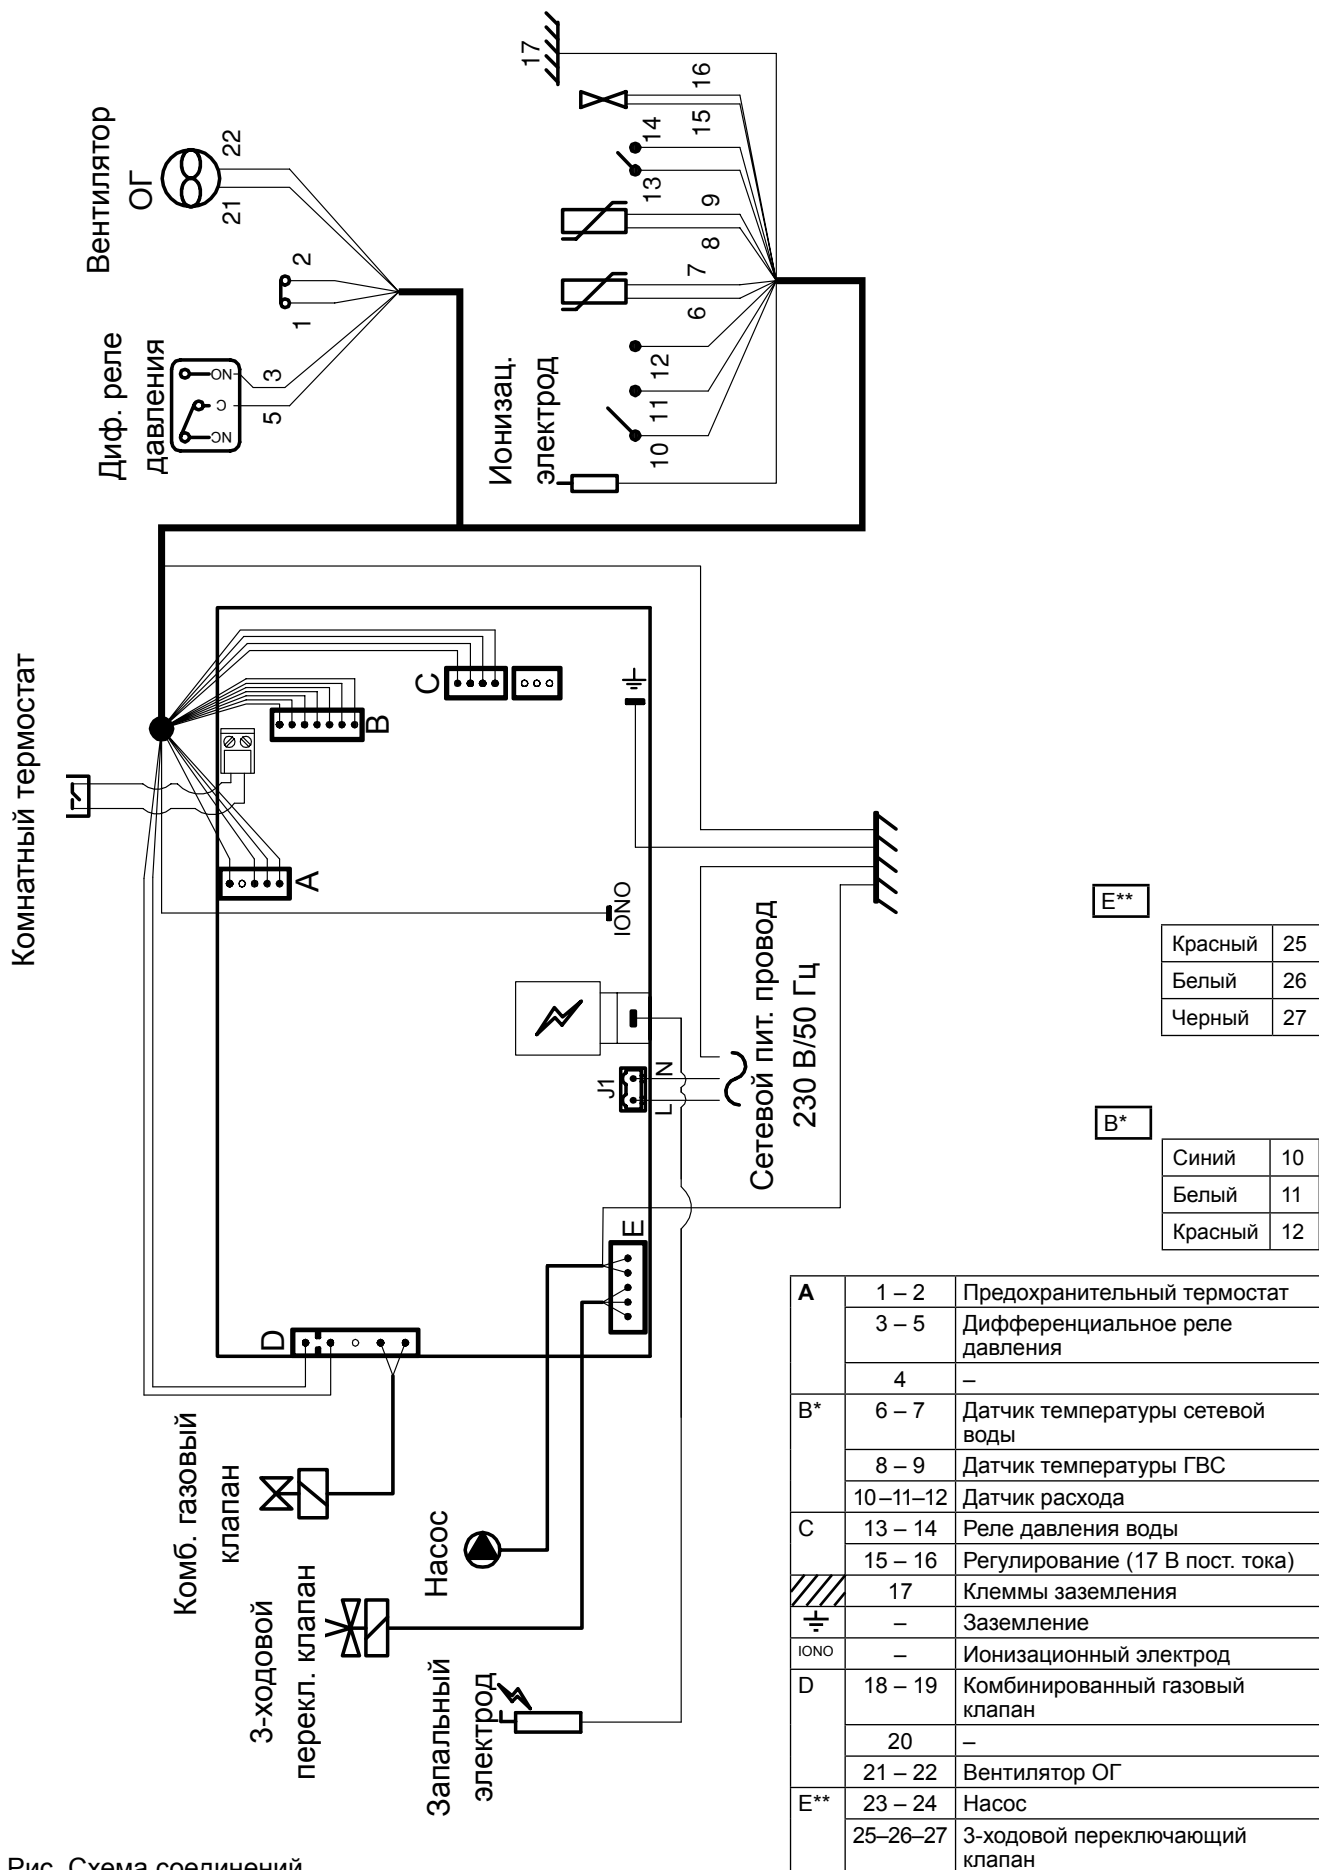 Комнатный термостат
Диф. реле
давления
NC
C
NO
5
3
1
2
Вентилятор
ОГ
21
22
Ионизац.
электрод
10
11
12
6
7
8
9
13
14
15
16
17
A
B
C
IONO
J1
L
N
Сетевой пит. провод
230 В/50 Гц
D
E
Комб. газовый
клапан
Насос
3-ходовой
перекл. клапан
Запальный
электрод
E**
Красный 25
Белый 26
Черный 27
B*
Синий 10
Белый 11
Красный 12
A 1 – 2 Предохранительный термостат
3 – 5 Дифференциальное реле
давления
4 –
B* 6 – 7 Датчик температуры сетевой
воды
8 – 9 Датчик температуры ГВС
10–11–12 Датчик расхода
C 13 – 14 Реле давления воды
15 – 16 Регулирование (17 В пост. тока)
17 Клеммы заземления
– Заземление
IONO – Ионизационный электрод
D 18 – 19 Комбинированный газовый
клапан
20 –
21 – 22 Вентилятор ОГ
E** 23 – 24 Насос
25–26–27 3-ходовой переключающий
клапан
Рис. Схема соединений